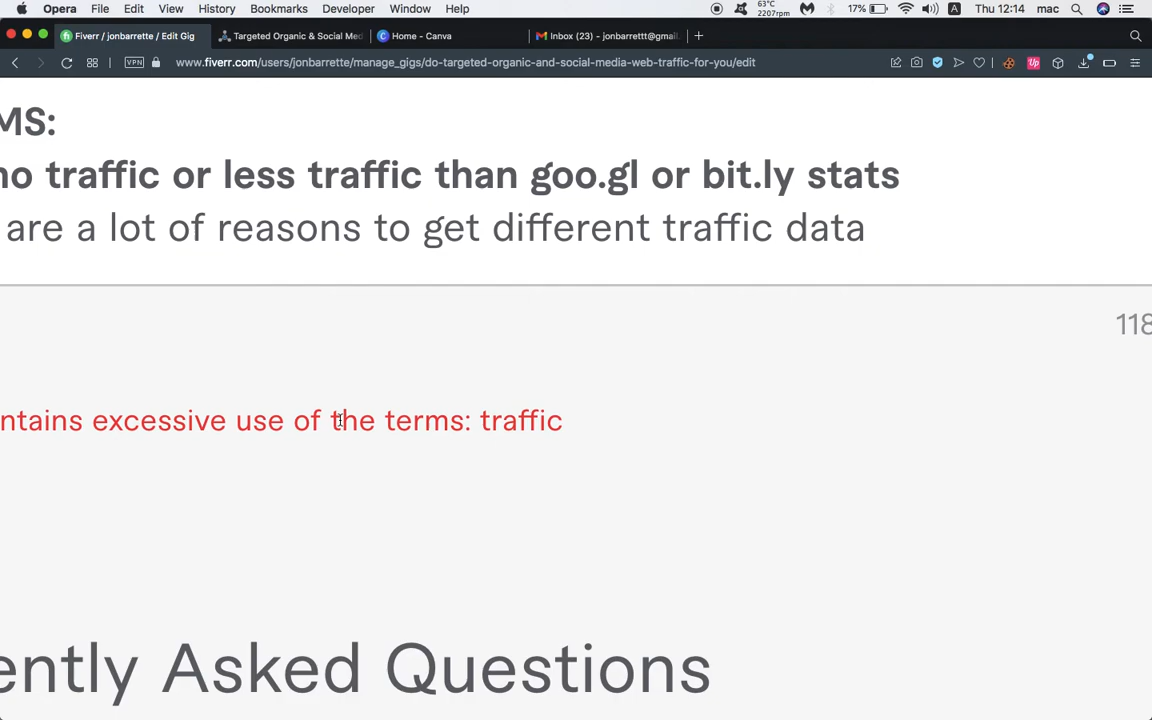 Opera File Edit View History Bookmarks Developer Window Help 63°C 2207rpm 17% A Thu 12:14 mac
Fiverr / jonbarrette / Edit Gig Targeted Organic & Social Med Home - Canva Inbox (23) - jonbarrettt@gmail.
VPN www.fiverr.com/users/jonbarrette/manage_gigs/do-targeted-organic-and-social-media-web-traffic-for-you/edit Up
MS:
no traffic or less traffic than goo.gl or bit.ly stats
are a lot of reasons to get different traffic data
118
ntains excessive use of the terms: traffic
ently Asked Questions